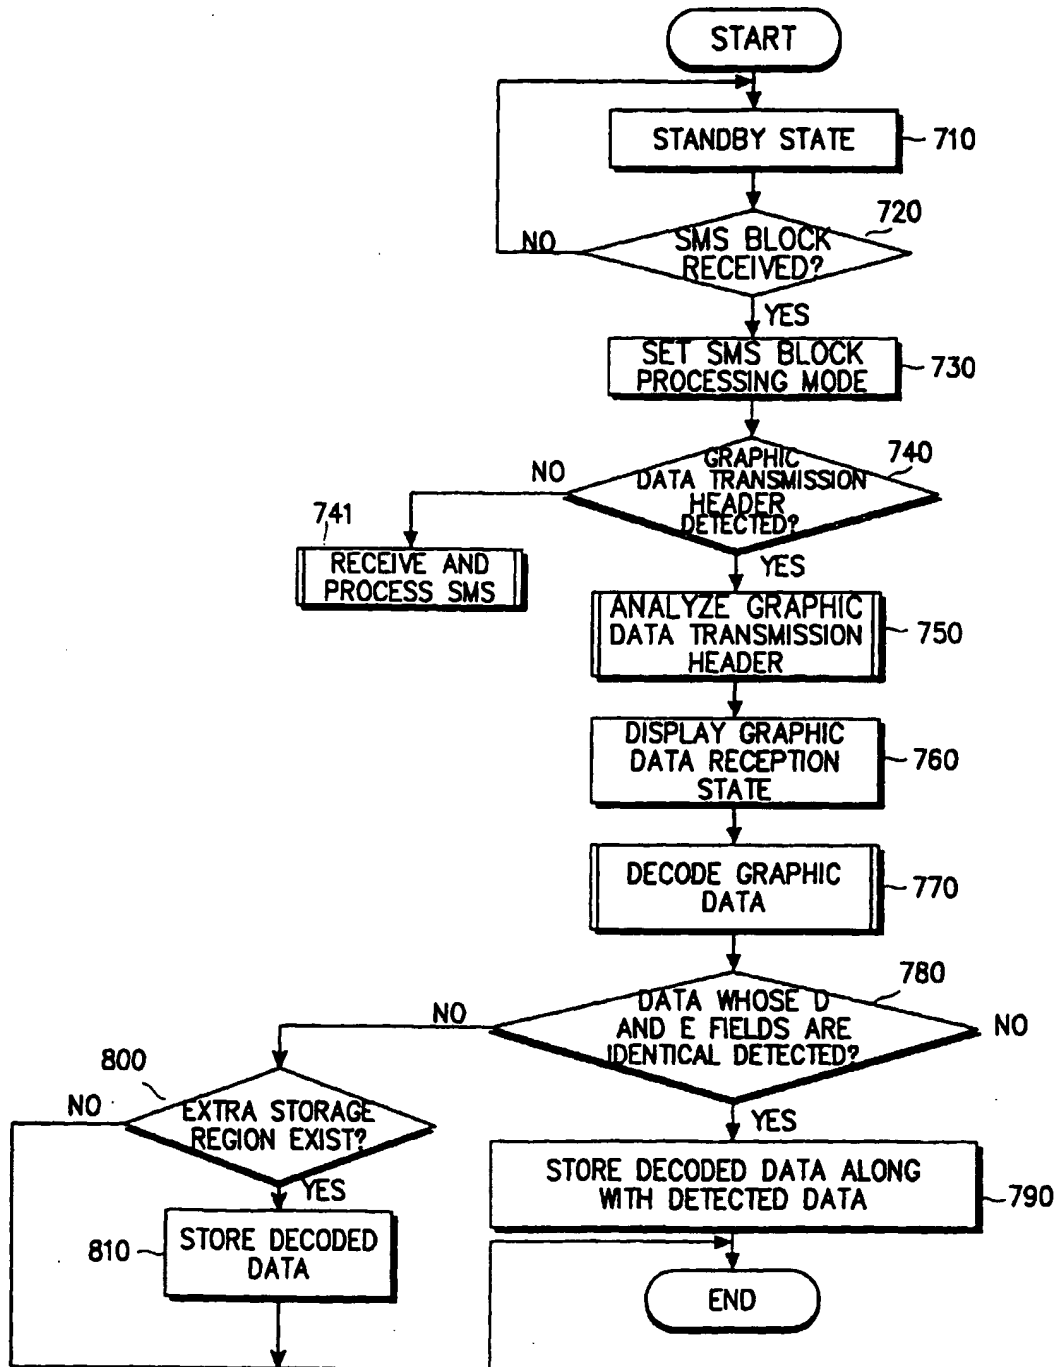 START
STANDBY STATE
710
720
SMS BLOCK
RECEIVED?
NO
YES
SET SMS BLOCK
PROCESSING MODE
730
740
GRAPHIC
DATA TRANSMISSION
HEADER
DETECTED?
NO
741
RECEIVE AND
PROCESS SMS
YES
ANALYZE GRAPHIC
DATA TRANSMISSION
HEADER
750
DISPLAY GRAPHIC
DATA RECEPTION
STATE
760
DECODE GRAPHIC
DATA
770
780
DATA WHOSE D
AND E FIELDS ARE
IDENTICAL DETECTED?
NO
NO
800
NO
EXTRA STORAGE
REGION EXIST?
YES
YES
STORE DECODED DATA ALONG
WITH DETECTED DATA
790
810
STORE DECODED
DATA
END